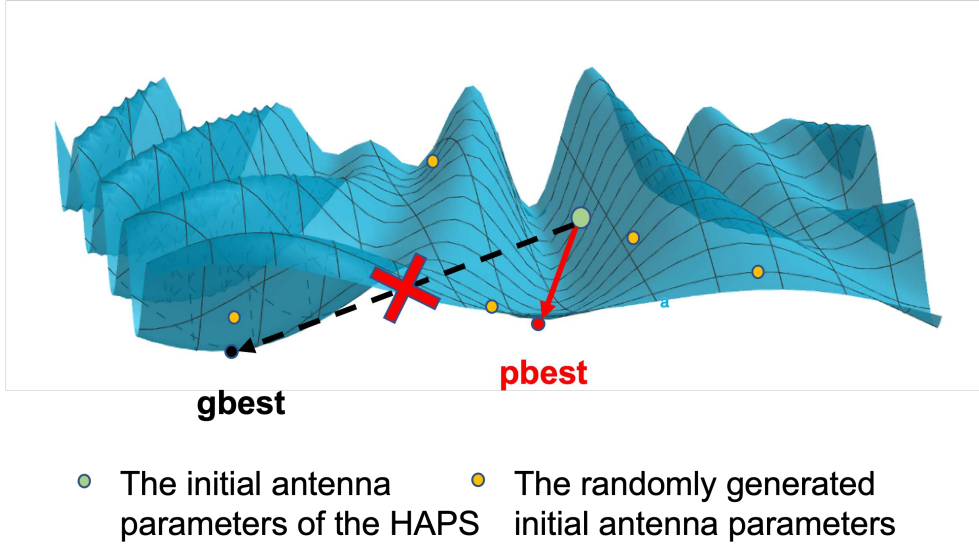 a
pbest
gbest
The initial antenna
parameters of the HAPS
The randomly generated
initial antenna parameters